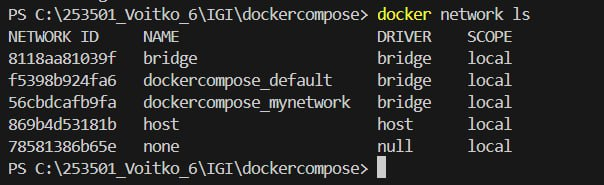 PS C:\253501_Voitko_6\IGI\dockercompose> docker network ls
NETWORK ID     NAME                      DRIVER    SCOPE
8118aa81039f   bridge                    bridge    local
f5398b924fa6   dockercompose_default     bridge    local
56cbdcafb9fa   dockercompose_mynetwork   bridge    local
869b4d53181b   host                      host      local
78581386b65e   none                      null      local
PS C:\253501_Voitko_6\IGI\dockercompose>